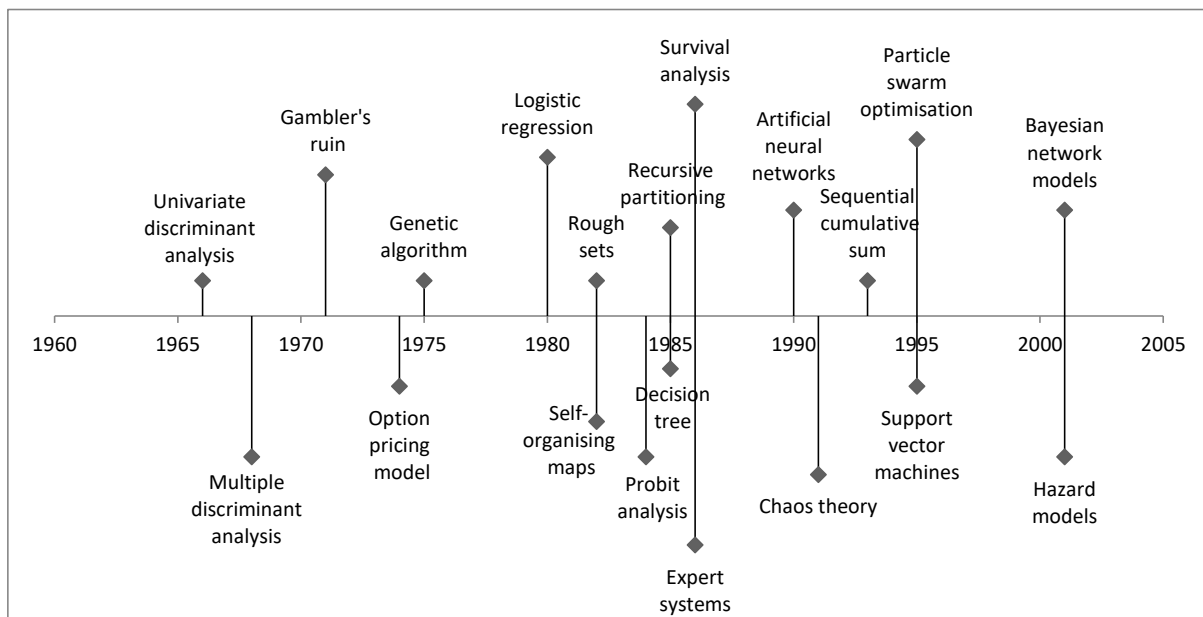 Survival
analysis
Particle
swarm
optimisation
Gambler's
ruin
Logistic
regression
Artificial
neural
networks
Bayesian
network
models
Univariate
discriminant
analysis
Genetic
algorithm
Rough
sets
Recursive
partitioning
Sequential
cumulative
sum
1960 1965 1970 1975 1980 1985 1990 1995 2000 2005
Multiple
discriminant
analysis
Option
pricing
model
Self-
organising
maps
Decision
tree
Probit
analysis
Expert
systems
Chaos theory
Support
vector
machines
Hazard
models